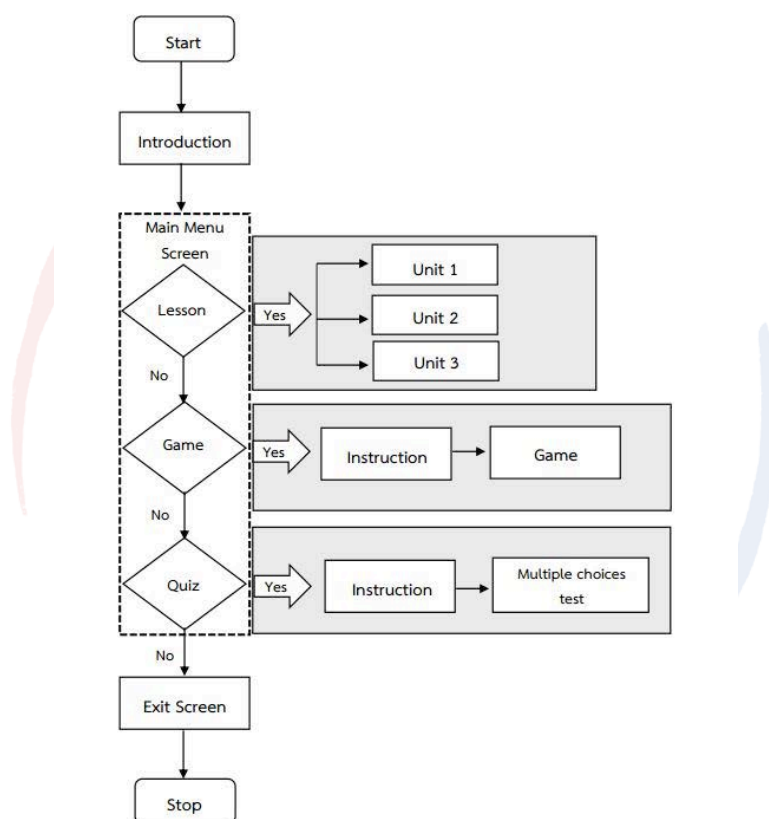 Start
Introduction
Main Menu
Screen
Lesson
Yes
Unit 1
Unit 2
Unit 3
No
Game
Yes
Instruction
Game
No
Quiz
Yes
Instruction
Multiple choices
test
No
Exit Screen
Stop